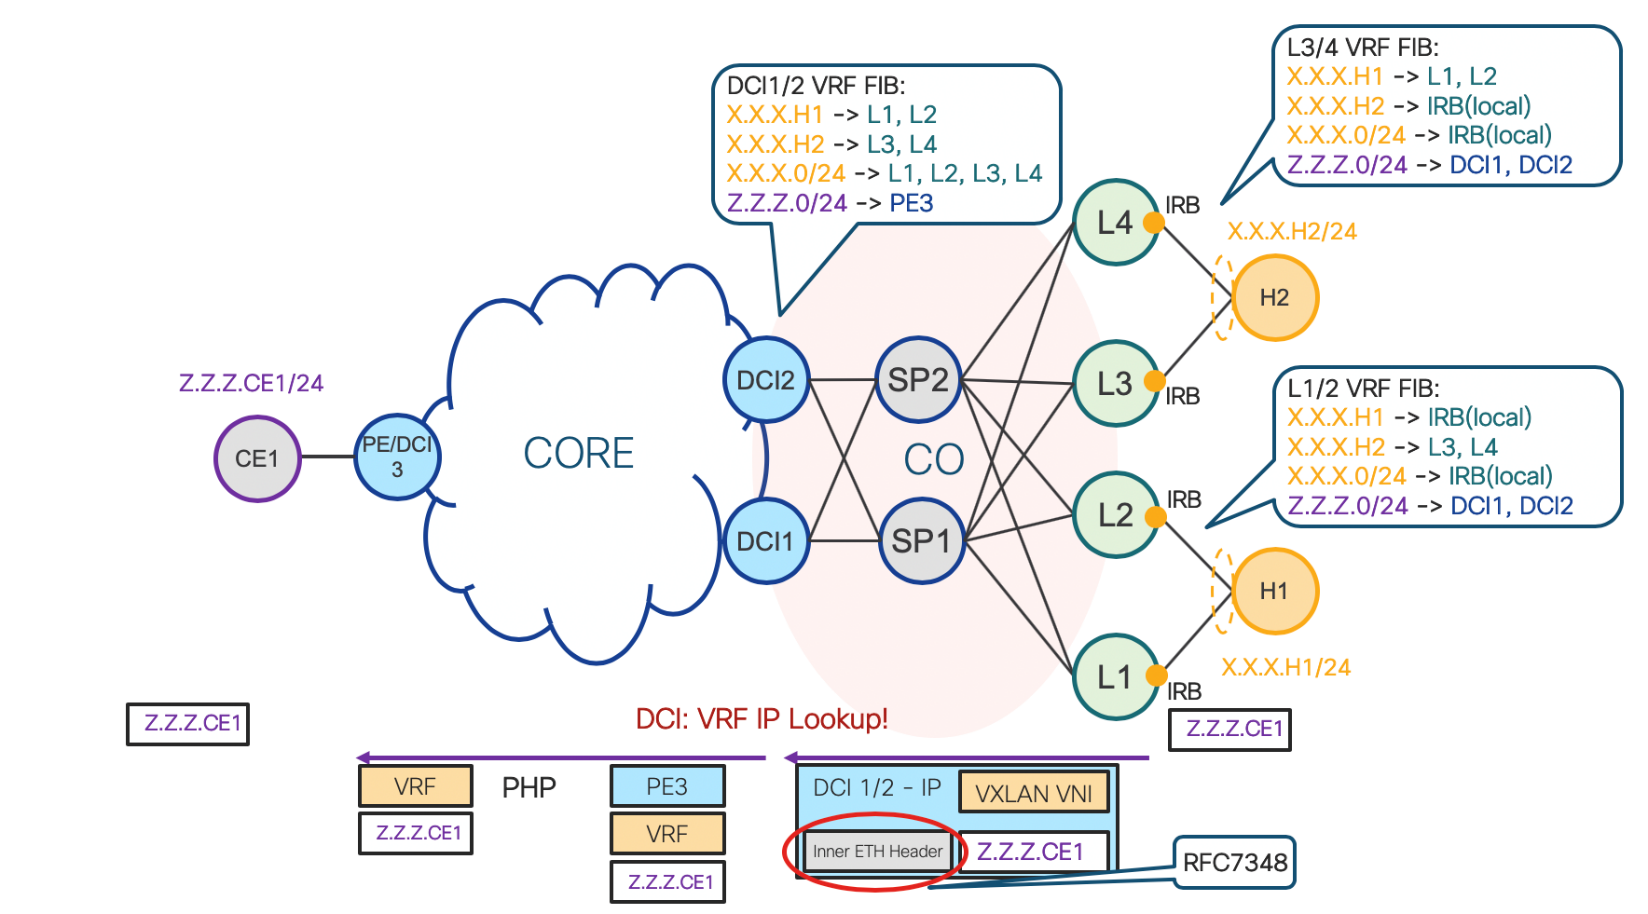 L3/4 VRF FIB:
X.X.X.H1 -> L1, L2
X.X.X.H2 -> IRB(local)
X.X.X.0/24 -> IRB(local)
Z.Z.Z.0/24 -> DCI1, DCI2
DCI1/2 VRF FIB:
X.X.X.H1 -> L1, L2
X.X.X.H2 -> L3, L4
X.X.X.0/24 -> L1, L2, L3, L4
Z.Z.Z.0/24 -> PE3
L4
IRB
X.X.X.H2/24
H2
DCI2
SP2
L3
IRB
Z.Z.Z.CE1/24
CE1
PE/DCI
3
CORE
CO
L1/2 VRF FIB:
X.X.X.H1 -> IRB(local)
X.X.X.H2 -> L3, L4
X.X.X.0/24 -> IRB(local)
Z.Z.Z.0/24 -> DCI1, DCI2
DCI1
SP1
L2
IRB
H1
X.X.X.H1/24
L1
IRB
Z.Z.Z.CE1
DCI: VRF IP Lookup!
Z.Z.Z.CE1
VRF
PHP
PE3
DCI 1/2 - IP
VXLAN VNI
Z.Z.Z.CE1
VRF
Inner ETH Header
Z.Z.Z.CE1
RFC7348
Z.Z.Z.CE1